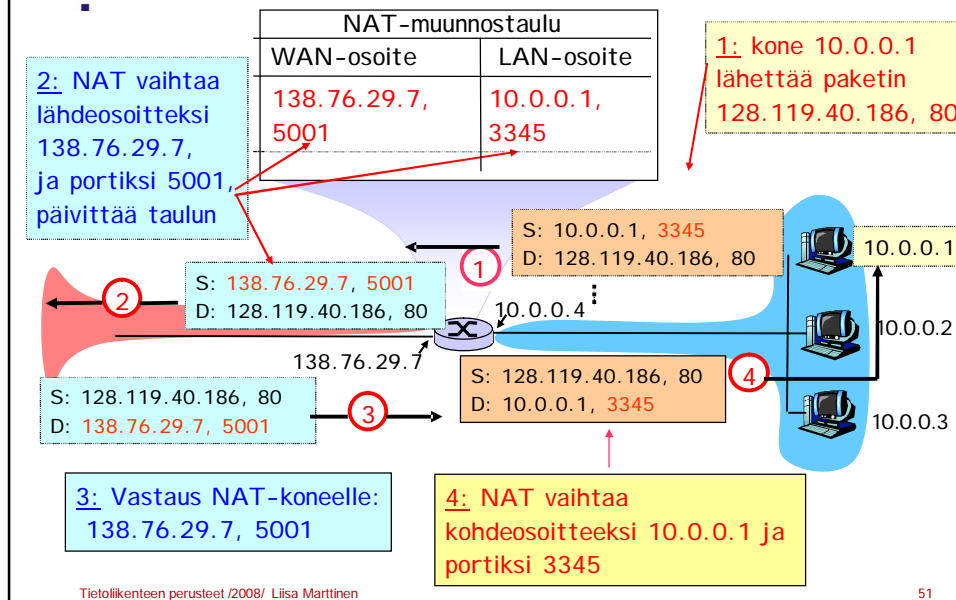 NAT-muunnostaulu
WAN-osoite
LAN-osoite
138.76.29.7,
5001
10.0.0.1,
3345
1: kone 10.0.0.1
lähettää paketin
128.119.40.186, 80
2: NAT vaihtaa
lähdeosoitteksi
138.76.29.7,
ja portiksi 5001,
päivittää taulun
S: 10.0.0.1, 3345
D: 128.119.40.186, 80
1
10.0.0.1
S: 138.76.29.7, 5001
D: 128.119.40.186, 80
2
10.0.0.4
10.0.0.2
138.76.29.7
S: 128.119.40.186, 80
D: 10.0.0.1, 3345
4
S: 128.119.40.186, 80
D: 138.76.29.7, 5001
3
10.0.0.3
3: Vastaus NAT-koneelle:
138.76.29.7, 5001
4: NAT vaihtaa
kohdeosoitteeksi 10.0.0.1 ja
portiksi 3345
Tietoliikenteen perusteet /2008/ Liisa Marttinen
51